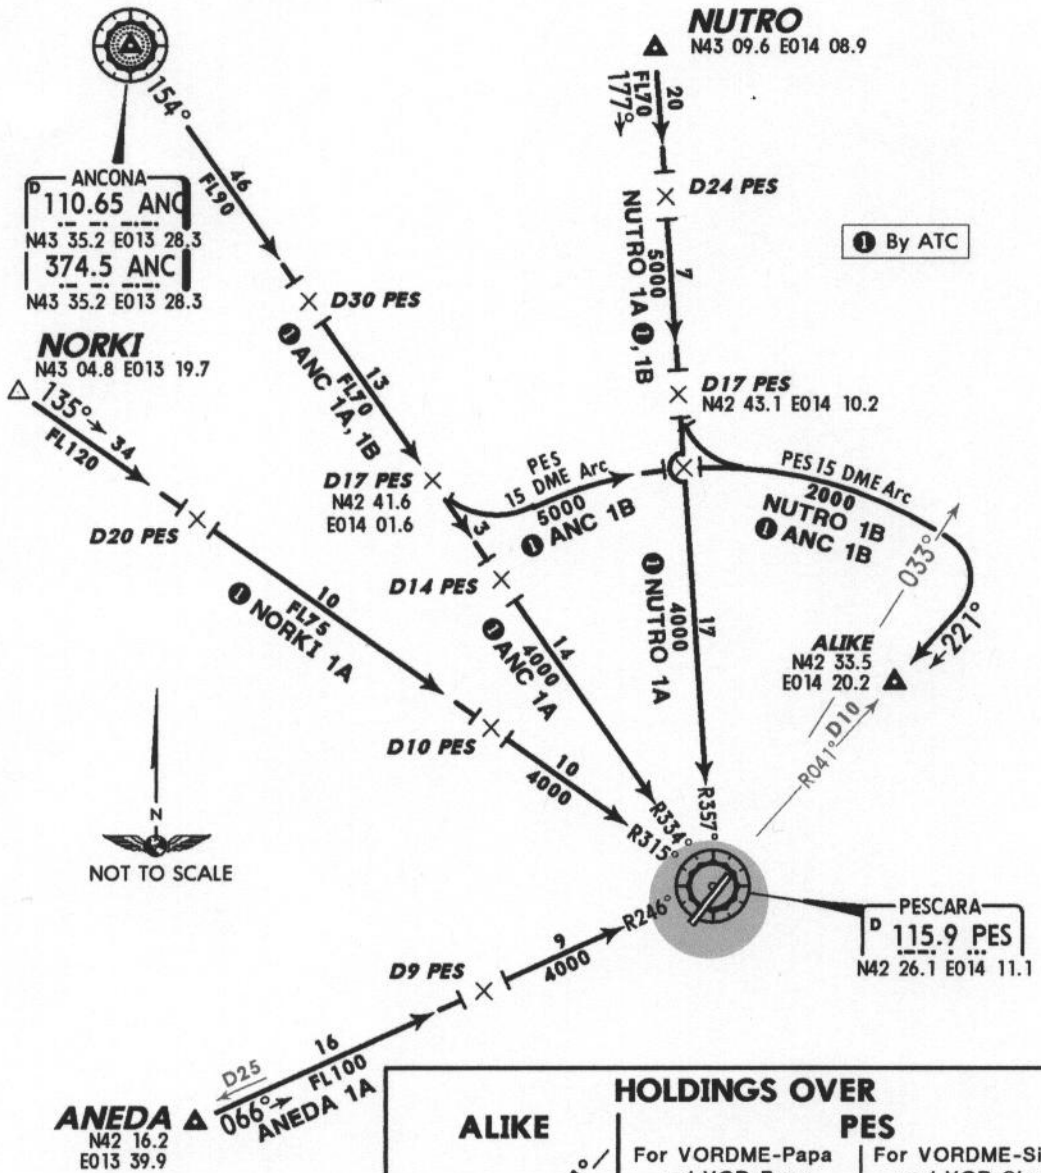 NUTRO
N43 09.6 E014 08.9
154°
20
FL70
177°
D ANCONA
110.65 ANC
N43 35.2 E013 28.3
374.5 ANC
N43 35.2 E013 28.3
46
FL90
D24 PES
1 By ATC
NUTRO 1A 1, 1B
7
5000
D30 PES
NORKI
N43 04.8 E013 19.7
1 ANC 1A, 1B
13
FL70
D17 PES
N42 43.1 E014 10.2
135°
34
FL120
D17 PES
N42 41.6
E014 01.6
PES
15 DME Arc
5000
1 ANC 1B
PES 15 DME Arc
2000
NUTRO 1B
1 ANC 1B
D20 PES
3
D14 PES
033°
10
FL75
1 NORKI 1A
14
4000
1 ANC 1A
17
4000
1 NUTRO 1A
221°
ALIKE
N42 33.5
E014 20.2
R041° D10
D10 PES
10
4000
R357°
R334°
R315°
N
NOT TO SCALE
R246°
PESCARA
D 115.9 PES
N42 26.1 E014 11.1
9
4000
D9 PES
16
FL100
D25
066°
ANEDA 1A
ANEDA
N42 16.2
E013 39.9
HOLDINGS OVER
ALIKE
PES
For VORDME-Papa
For VORDME-Si